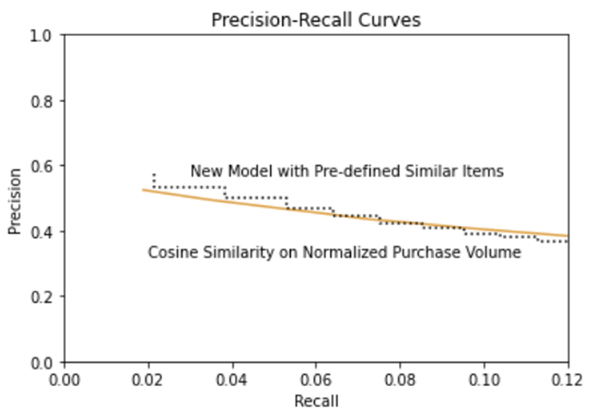 Precision-Recall Curves
1.0
0.8
0.6
0.4
0.2
0.0
Precision
New Model with Pre-defined Similar Items
Cosine Similarity on Normalized Purchase Volume
0.00 0.02 0.04 0.06 0.08 0.10 0.12
Recall